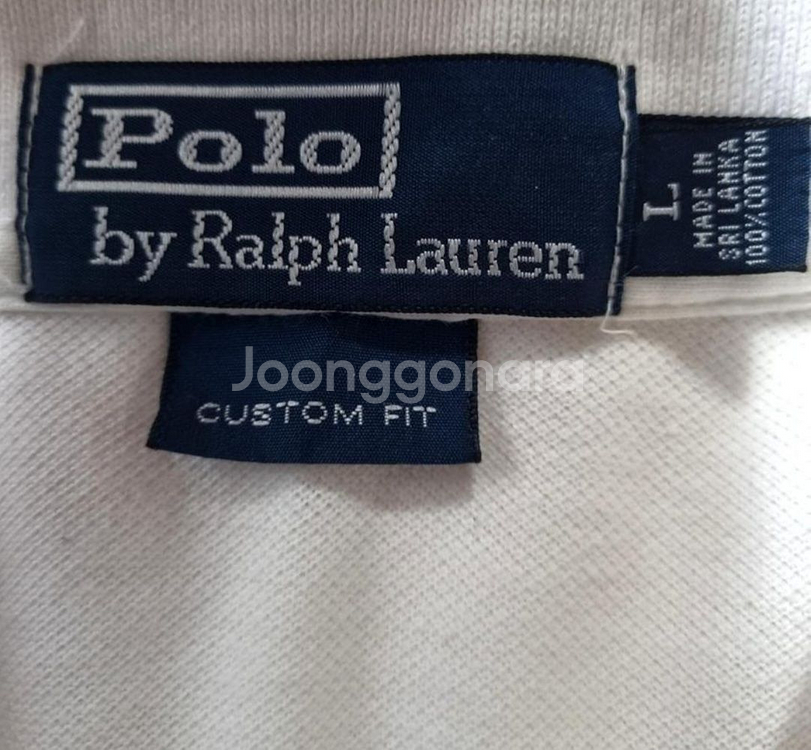 Polo
by Ralph Lauren
L
MADE IN
SRI LANKA
100%COTTON
Joonggonara
CUSTOM FIT